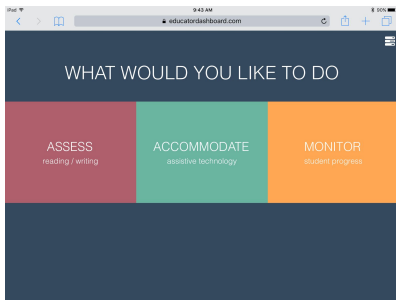 iPad
9:43 AM
90%
educatordashboard.com
WHAT WOULD YOU LIKE TO DO
ASSESS
reading / writing
ACCOMMODATE
assistive technology
MONITOR
student progress